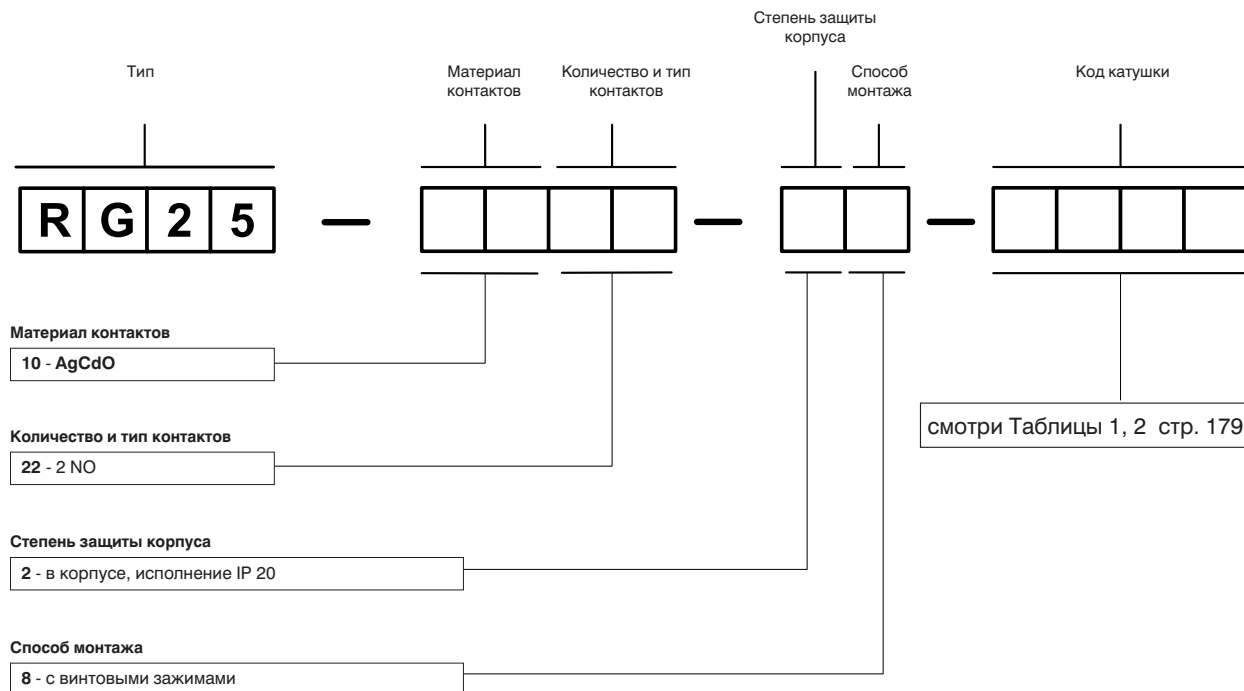 Степень защиты
корпуса
Тип
Материал
контактов
Количество и тип
контактов
Способ
монтажа
Код катушки
RG25 – –  –
Материал контактов
10 - AgCdO
смотри Таблицы 1, 2 стр. 179
Количество и тип контактов
22 - 2 NO
Степень защиты корпуса
2 - в корпусе, исполнение IP 20
Способ монтажа
8 - с винтовыми зажимами